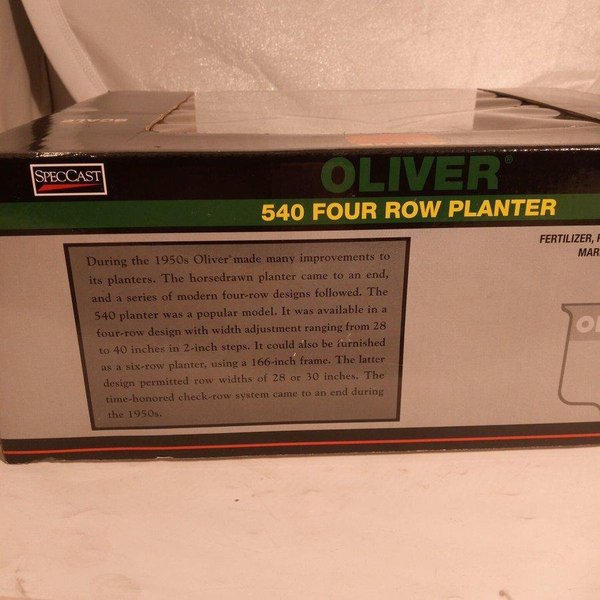 SCALE
SPECCAST
OLIVER®
540 FOUR ROW PLANTER
During the 1950s Oliver® made many improvements to
its planters. The horsedrawn planter came to an end,
and a series of modern four-row designs followed. The
540 planter was a popular model. It was available in a
four-row design with width adjustment ranging from 28
to 40 inches in 2-inch steps. It could also be furnished
as a six-row planter, using a 166-inch frame. The latter
design permitted row widths of 28 or 30 inches. The
time-honored check-row system came to an end during
the 1950s.
FERTILIZER,